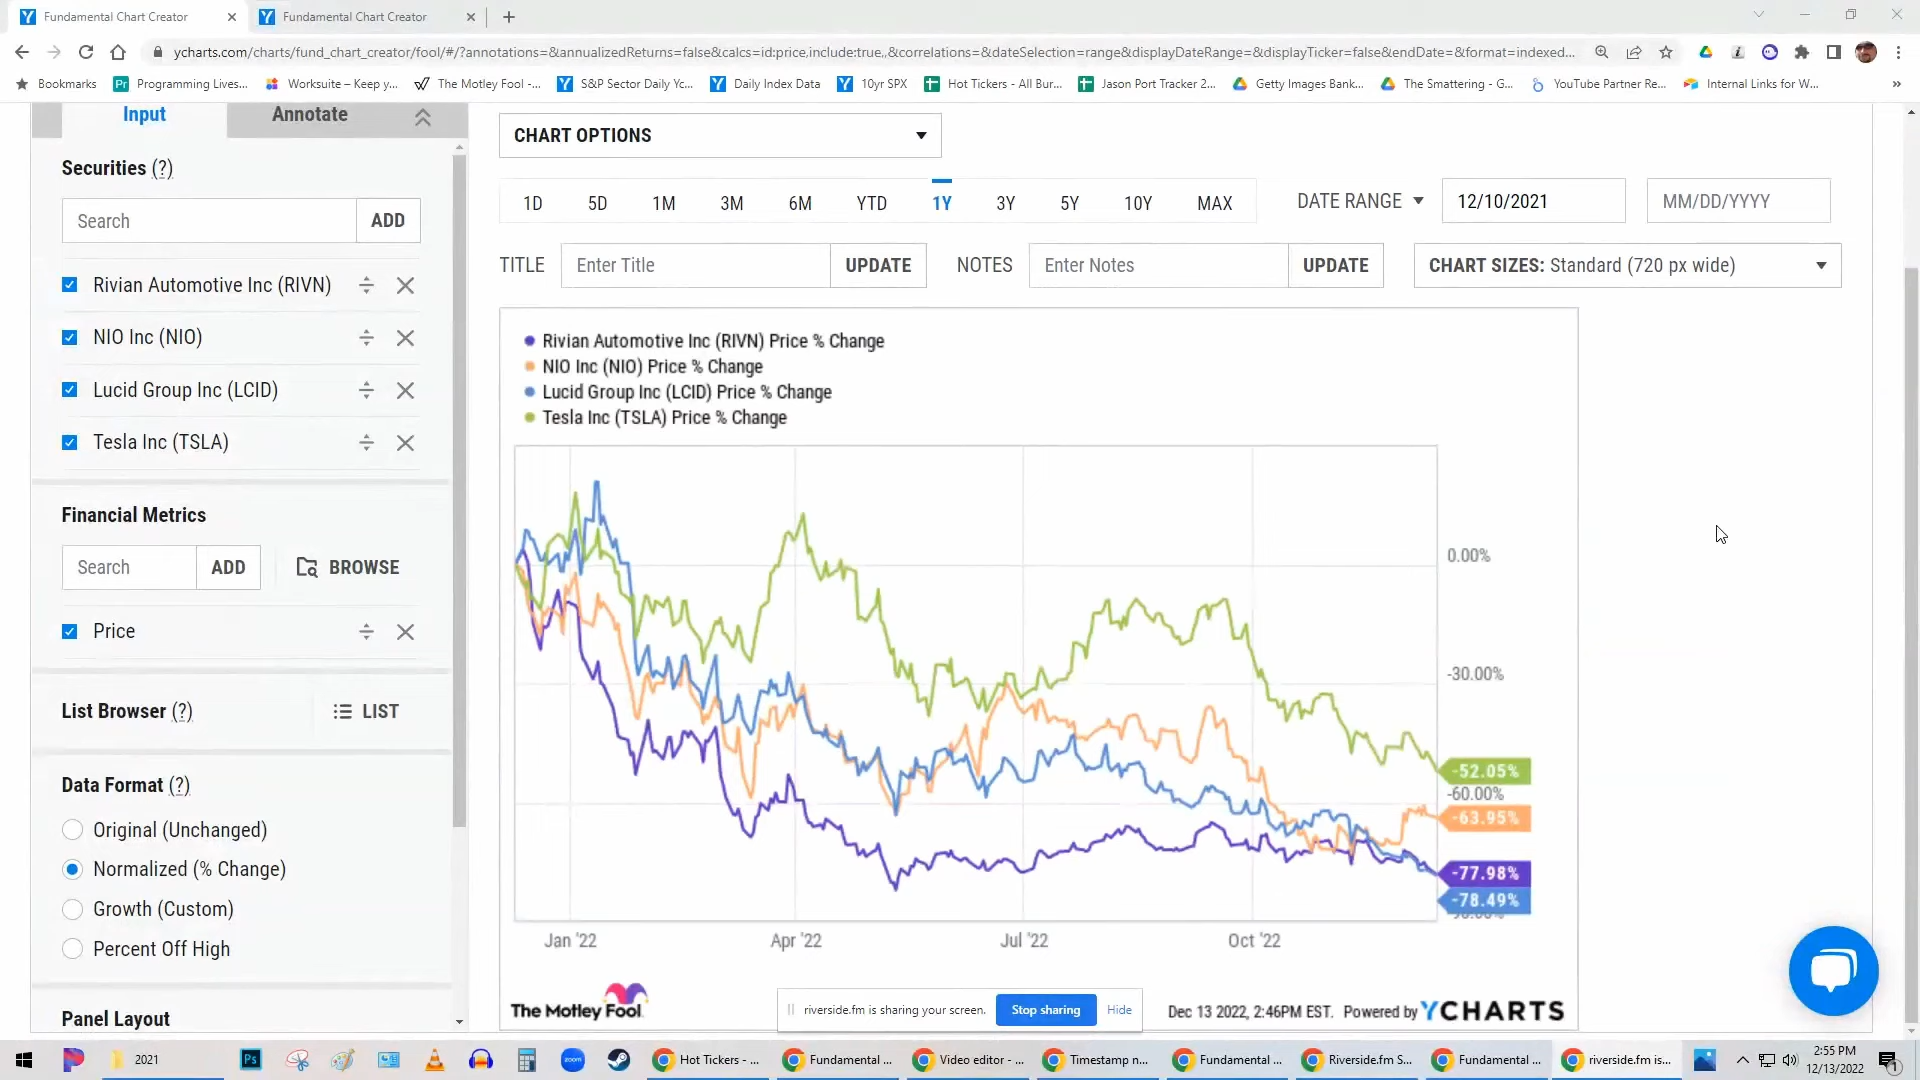 Fundamental Chart Creator
Fundamental Chart Creator
ycharts.com/charts/fund_chart_creator/fool/#/?annotations=&annualizedReturns=false&calcs=id:price,include:true,,&correlations=&dateSelection=range&displayDateRange=&displayTicker=false&endDate=&format=indexed...
Bookmarks
Programming Lives...
Worksuite – Keep y...
The Motley Fool -...
S&P Sector Daily Yc...
Daily Index Data
10yr SPX
Hot Tickers - All Bur...
Jason Port Tracker 2...
Getty Images Bank...
The Smattering - G...
YouTube Partner Re...
Internal Links for W...
»
Input
Annotate
Securities (?)
Search
ADD
Rivian Automotive Inc (RIVN)
NIO Inc (NIO)
Lucid Group Inc (LCID)
Tesla Inc (TSLA)
Financial Metrics
Search
ADD
BROWSE
Price
List Browser (?)
LIST
Data Format (?)
Original (Unchanged)
Normalized (% Change)
Growth (Custom)
Percent Off High
Panel Layout
CHART OPTIONS
1D 5D 1M 3M 6M YTD 1Y 3Y 5Y 10Y MAX
DATE RANGE
12/10/2021
MM/DD/YYYY
TITLE
Enter Title
UPDATE
NOTES
Enter Notes
UPDATE
CHART SIZES: Standard (720 px wide)
Rivian Automotive Inc (RIVN) Price % Change
NIO Inc (NIO) Price % Change
Lucid Group Inc (LCID) Price % Change
Tesla Inc (TSLA) Price % Change
0.00%
-30.00%
-52.05%
-60.00%
-63.95%
-77.98%
-78.49%
Jan '22 Apr '22 Jul '22 Oct '22
The Motley Fool
riverside.fm is sharing your screen.
Stop sharing
Hide
Dec 13 2022, 2:46PM EST. Powered by YCHARTS
2021
Ps
zoom
Hot Tickers - ...
Fundamental ...
Video editor - ...
Timestamp n...
Fundamental ...
Riverside.fm S...
Fundamental ...
riverside.fm is...
2:55 PM
12/13/2022
1